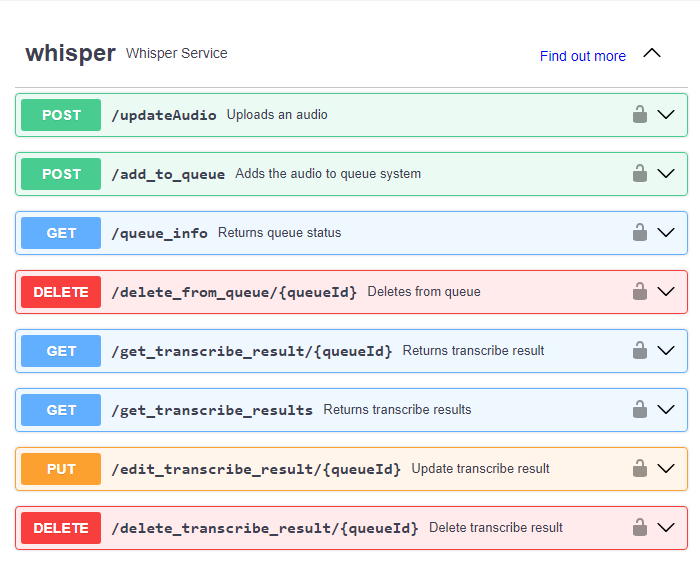 whisper Whisper Service Find out more
POST /updateAudio Uploads an audio
POST /add_to_queue Adds the audio to queue system
GET /queue_info Returns queue status
DELETE /delete_from_queue/{queueId} Deletes from queue
GET /get_transcribe_result/{queueId} Returns transcribe result
GET /get_transcribe_results Returns transcribe results
PUT /edit_transcribe_result/{queueId} Update transcribe result
DELETE /delete_transcribe_result/{queueId} Delete transcribe result